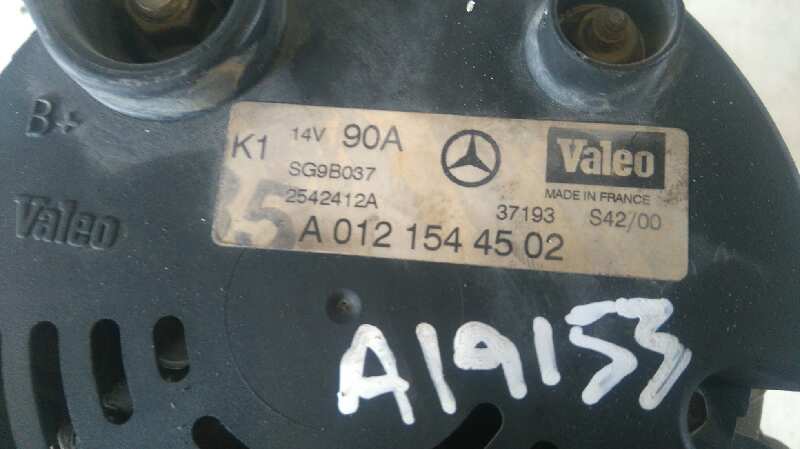 B+
K1 14V 90A Valeo
SG9B037 MADE IN FRANCE
2542412A 37193 S42/00
A 012 154 45 02
Valeo
A19153